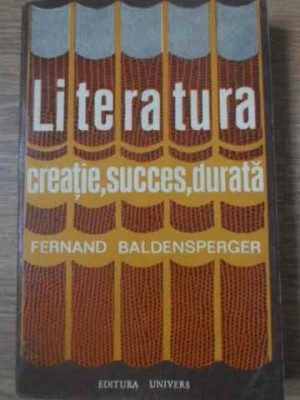 Literatura
creație, succes, durată
FERNAND BALDENSPERGER
EDITURA UNIVERS